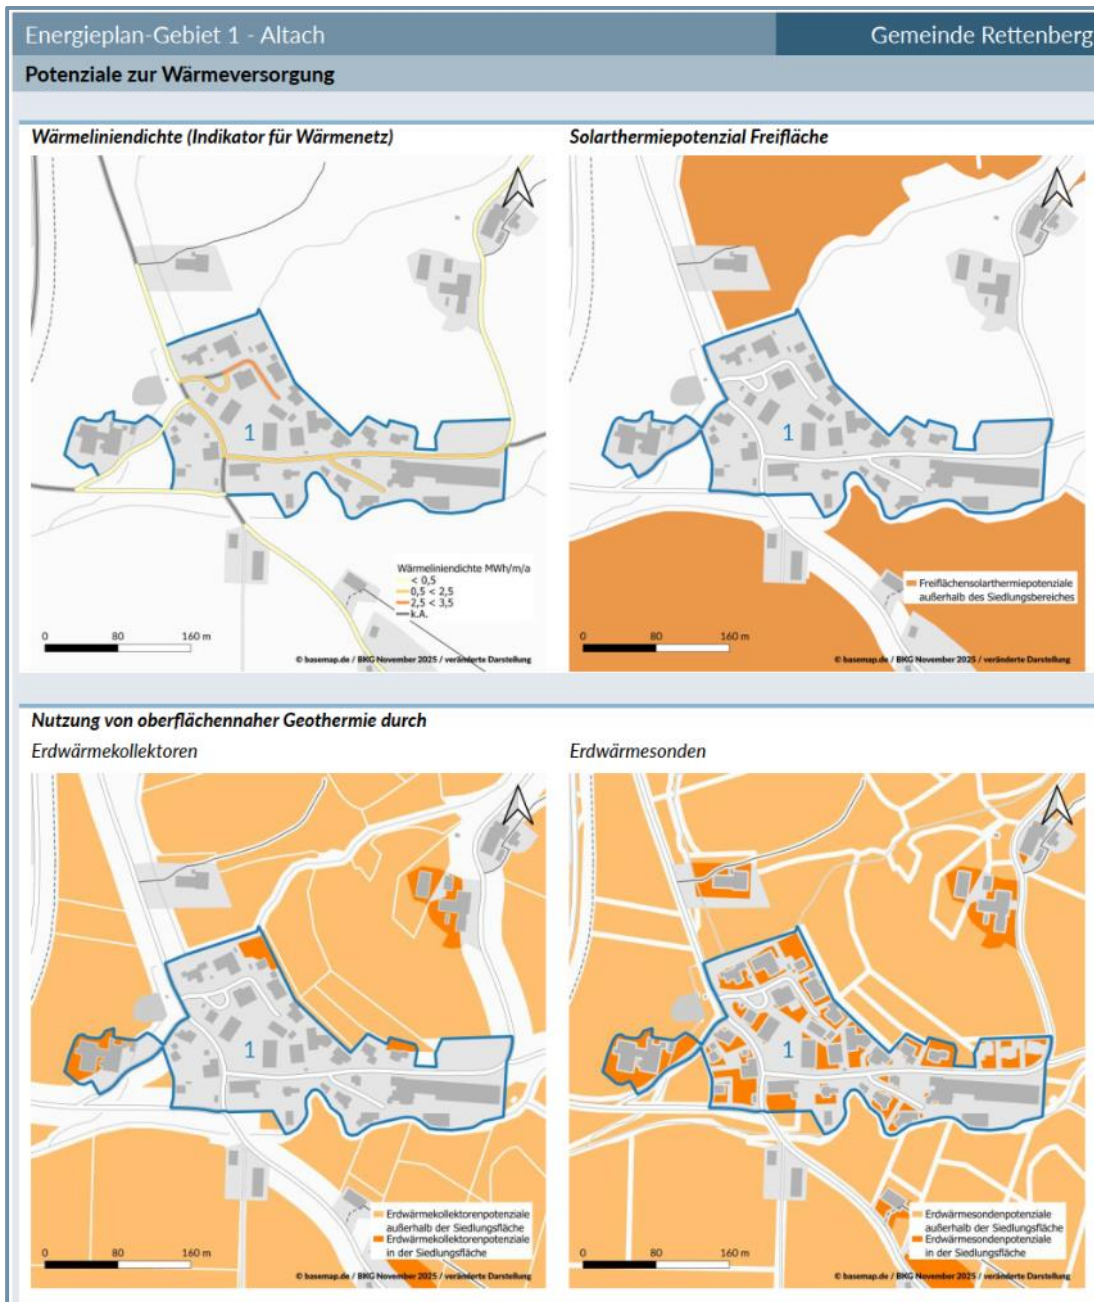 Energieplan-Gebiet 1 - Altach
Gemeinde Rettenberg
Potenziale zur Wärmeversorgung
Wärmeliniendichte (Indikator für Wärmenetz)
Solarthermiepotenzial Freifläche
1
Wärmeliniendichte MWh/m/a
< 0,5
0,5 < 2,5
2,5 < 3,5
k.A.
0 80 160 m
© basemap.de / BKG November 2025 / veränderte Darstellung
1
Freiflächensolarthermiepotenziale
außerhalb des Siedlungsbereiches
0 80 160 m
© basemap.de / BKG November 2025 / veränderte Darstellung
Nutzung von oberflächennaher Geothermie durch
Erdwärmekollektoren
Erdwärmesonden
1
Erdwärmekollektorenpotenziale
außerhalb der Siedlungsfläche
Erdwärmekollektorenpotenziale
in der Siedlungsfläche
0 80 160 m
© basemap.de / BKG November 2025 / veränderte Darstellung
1
Erdwärmesondenpotenziale
außerhalb der Siedlungsfläche
Erdwärmesondenpotenziale
in der Siedlungsfläche
0 80 160 m
© basemap.de / BKG November 2025 / veränderte Darstellung